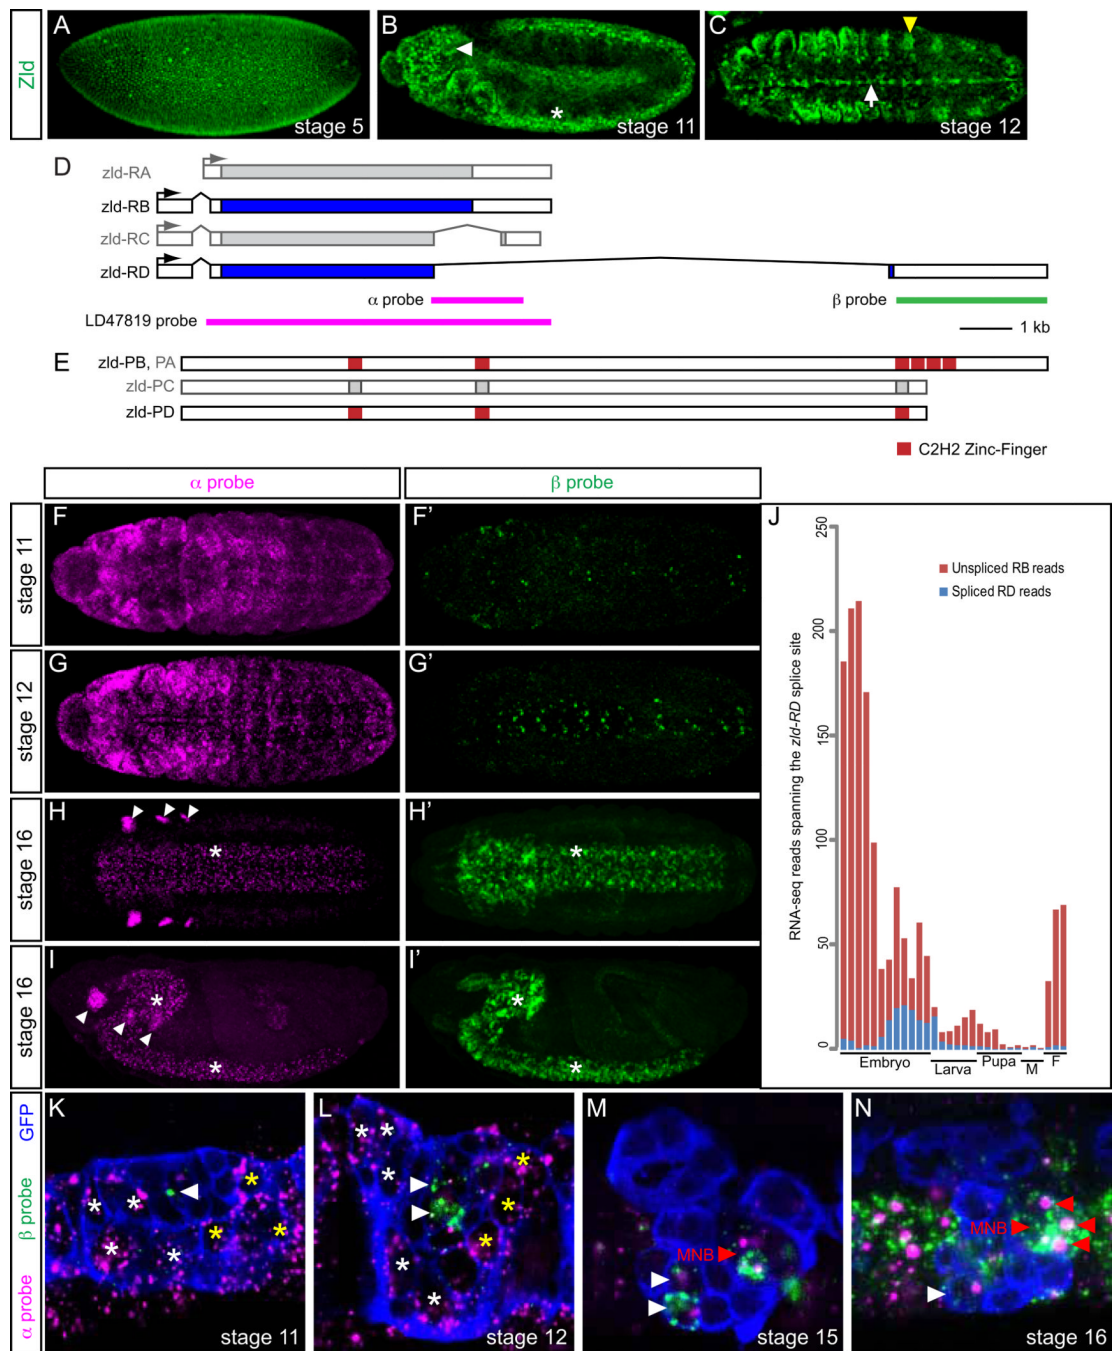 Zld
A
stage 5
B
*
stage 11
C
stage 12
D
zld-RA
zld-RB
zld-RC
zld-RD
α probe
β probe
LD47819 probe
1 kb
E
zld-PB, PA
zld-PC
zld-PD
C2H2 Zinc-Finger
α probe
β probe
stage 11
F
F'
stage 12
G
G'
stage 16
H
*
H'
*
stage 16
I
*
*
I'
*
*
J
250
200
150
100
50
0
RNA-seq reads spanning the zld-RD splice site
Unspliced RB reads
Spliced RD reads
Embryo
Larva
Pupa
M
F
α probe β probe GFP
K
* * * *
* * *
stage 11
L
* * * * *
* *
stage 12
M
MNB
stage 15
N
MNB
stage 16